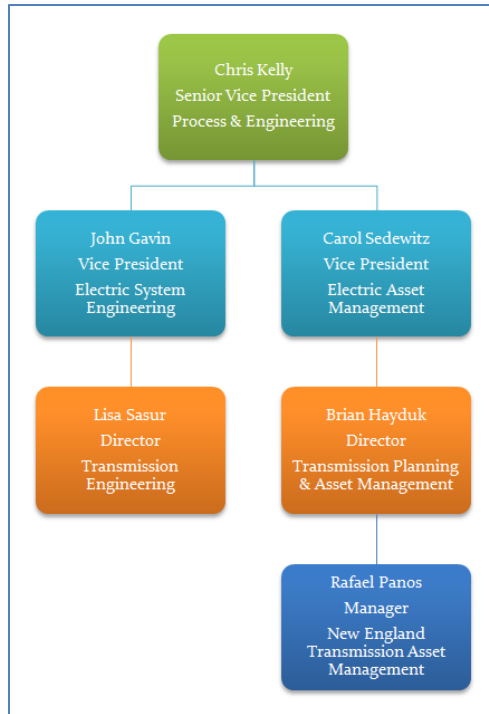 Chris Kelly
Senior Vice President
Process & Engineering
John Gavin
Vice President
Electric System
Engineering
Carol Sedewitz
Vice President
Electric Asset
Management
Lisa Sasur
Director
Transmission
Engineering
Brian Hayduk
Director
Transmission Planning
& Asset Management
Rafael Panos
Manager
New England
Transmission Asset
Management